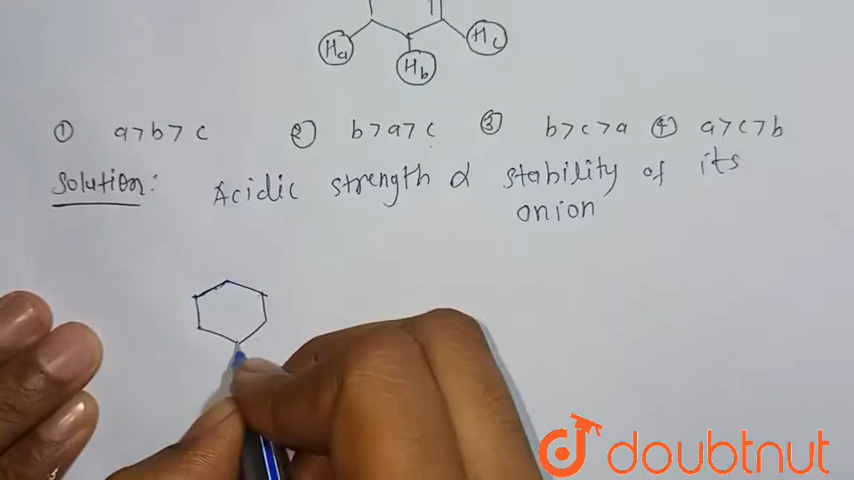 Ha
Hc
Hb
① a > b > c ② b > a > c ③ b > c > a ④ a > c > b
Solution: Acidic strength α stability of its
anion
doubtnut